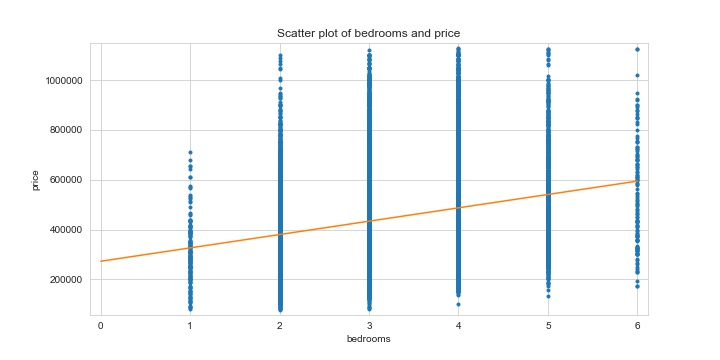 Scatter plot of bedrooms and price
price
1000000
800000
600000
400000
200000
0 1 2 3 4 5 6
bedrooms